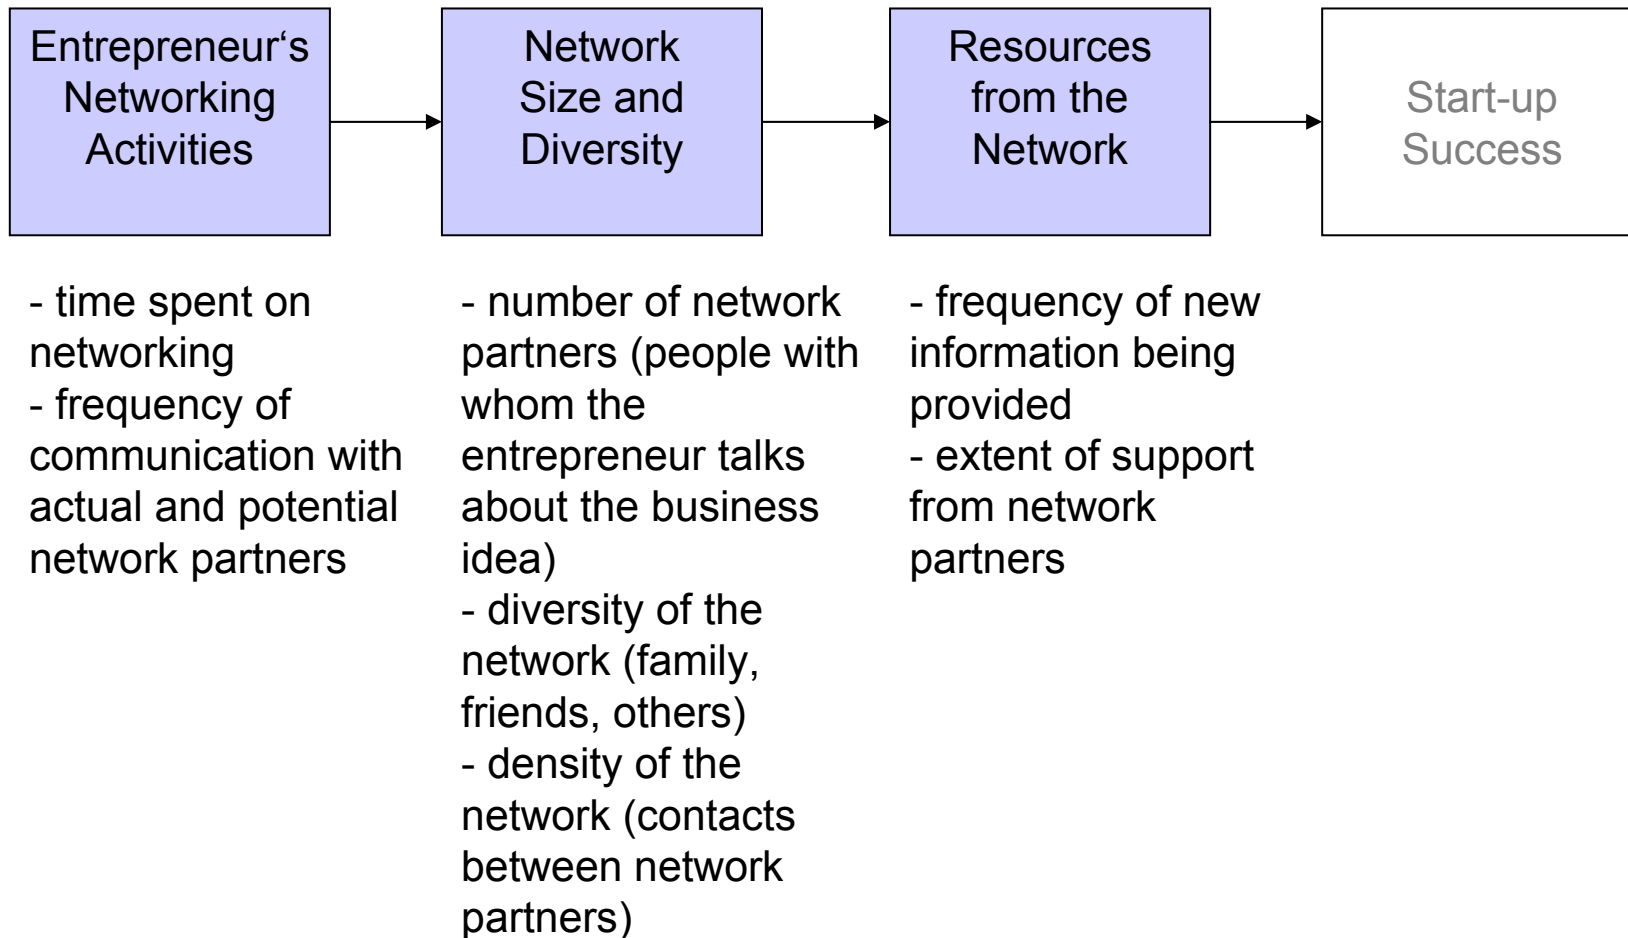 Entrepreneur‘s
Networking
Activities
Network
Size and
Diversity
Resources
from the
Network
Start-up
Success
- time spent on
networking
- frequency of
communication with
actual and potential
network partners
- number of network
partners (people with
whom the
entrepreneur talks
about the business
idea)
- diversity of the
network (family,
friends, others)
- density of the
network (contacts
between network
partners)
- frequency of new
information being
provided
- extent of support
from network
partners